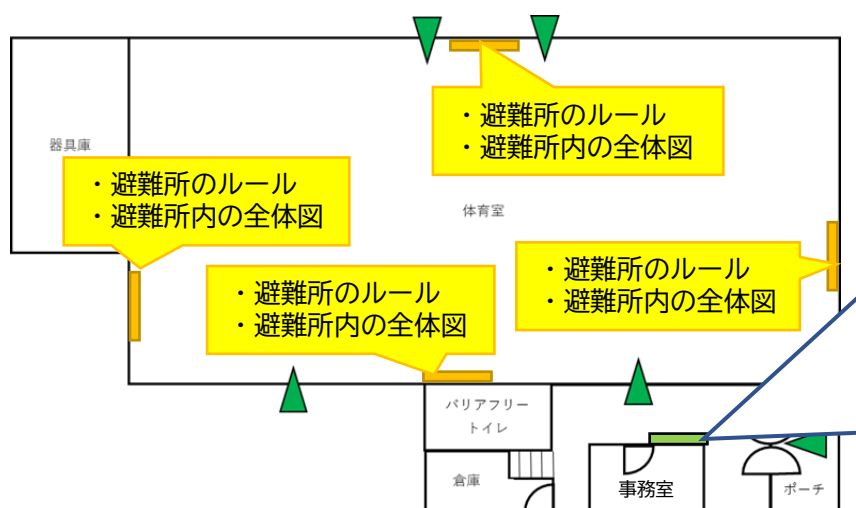 ・避難所のルール
・避難所内の全体図
器具庫
・避難所のルール
・避難所内の全体図
体育室
・避難所のルール
・避難所内の全体図
・避難所のルール
・避難所内の全体図
バリアフリー
トイレ
倉庫
事務室
ポーチ